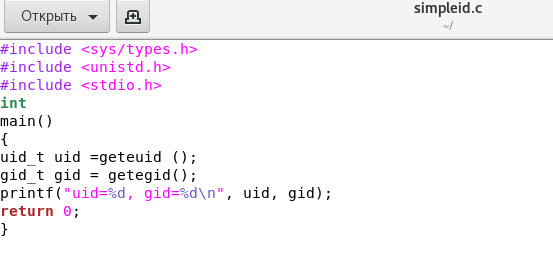 Открыть
simpleid.c
~/
#include <sys/types.h>
#include <unistd.h>
#include <stdio.h>
int
main()
{
uid_t uid =geteuid ();
gid_t gid = getegid();
printf("uid=%d, gid=%d\n", uid, gid);
return 0;
}